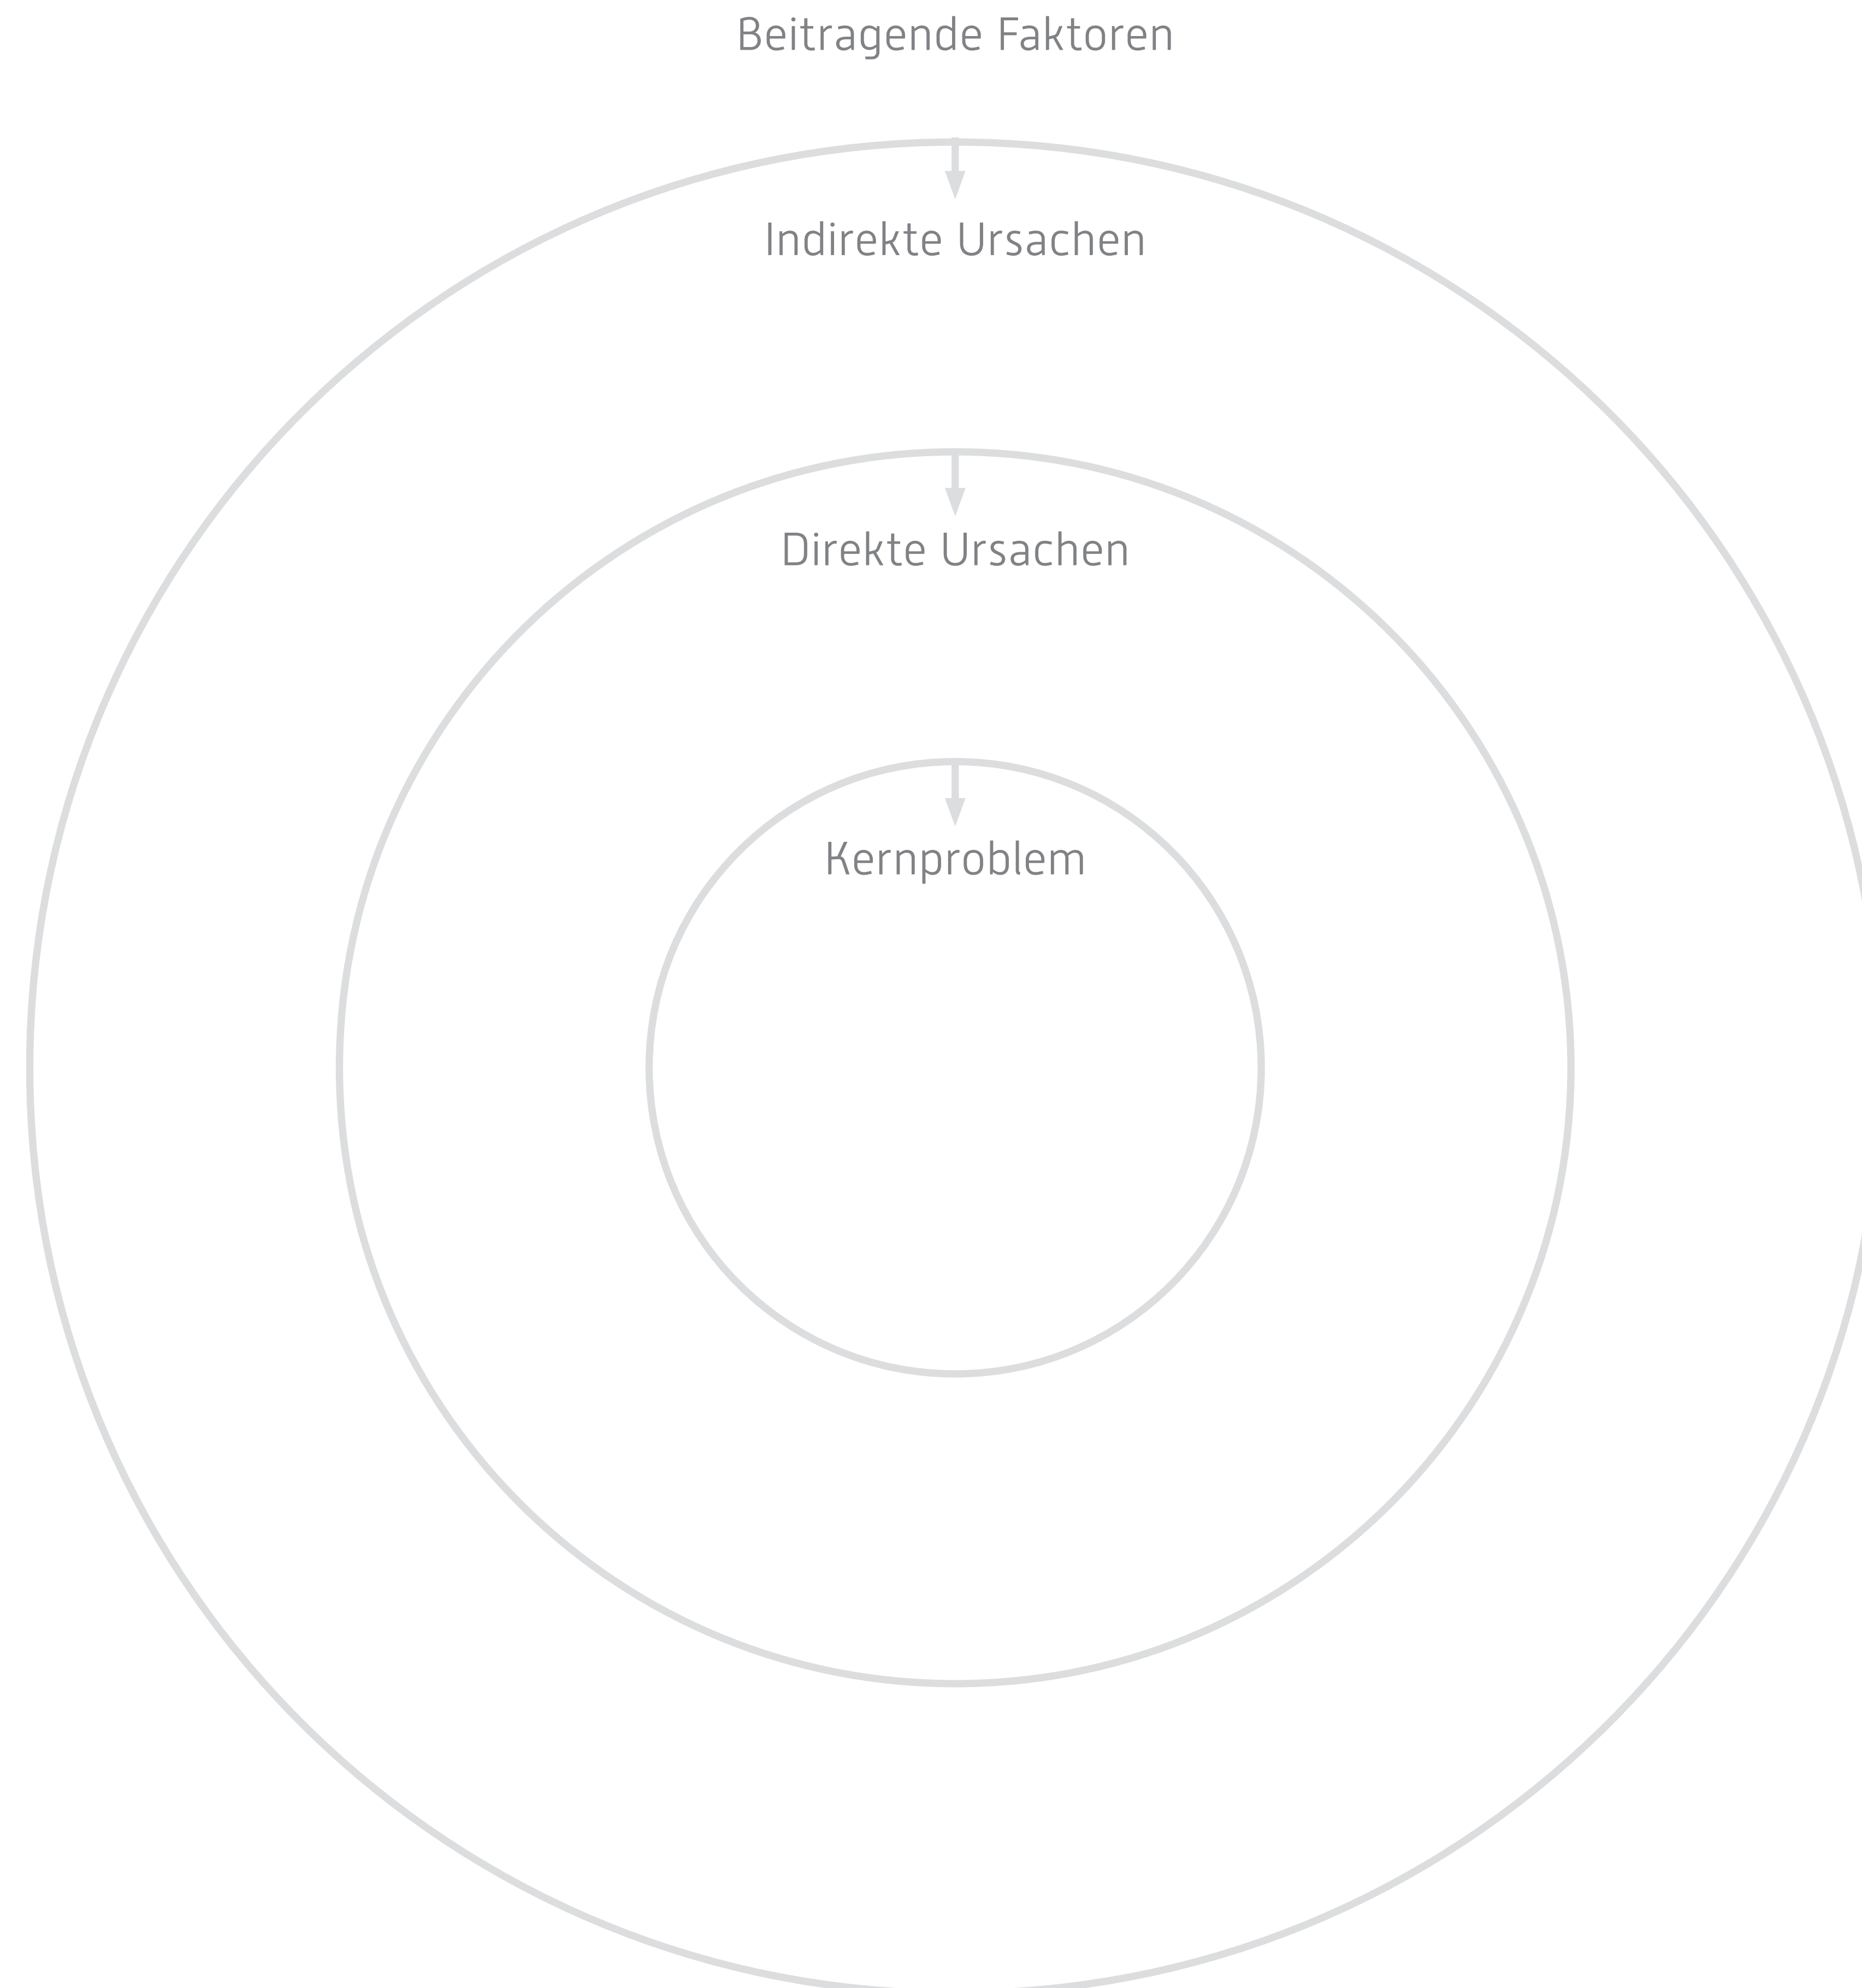 Beitragende Faktoren
Indirekte Ursachen
Direkte Ursachen
Kernproblem